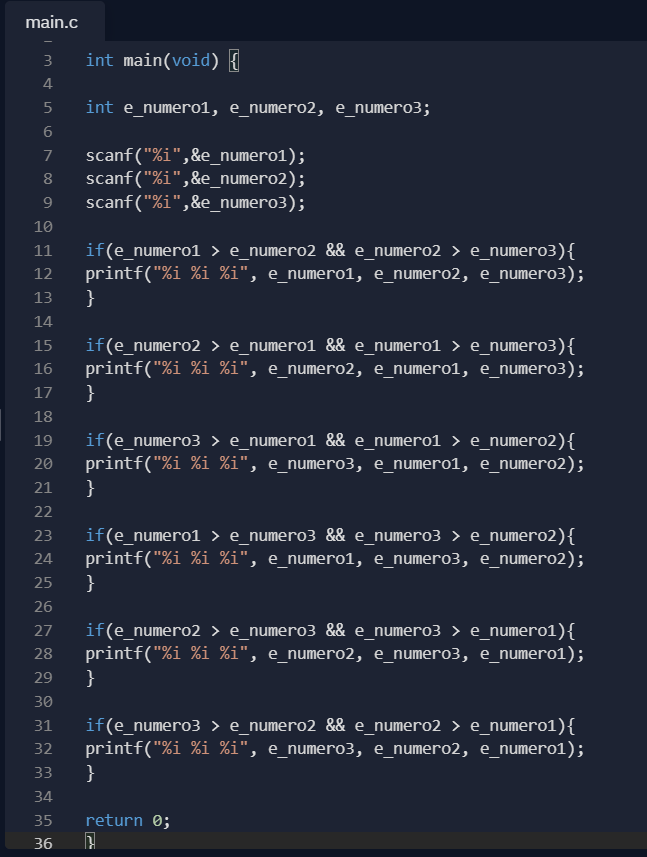 main.c
3 int main(void) {
4
5 int e_numero1, e_numero2, e_numero3;
6
7 scanf("%i",&e_numero1);
8 scanf("%i",&e_numero2);
9 scanf("%i",&e_numero3);
10
11 if(e_numero1 > e_numero2 && e_numero2 > e_numero3){
12 printf("%i %i %i", e_numero1, e_numero2, e_numero3);
13 }
14
15 if(e_numero2 > e_numero1 && e_numero1 > e_numero3){
16 printf("%i %i %i", e_numero2, e_numero1, e_numero3);
17 }
18
19 if(e_numero3 > e_numero1 && e_numero1 > e_numero2){
20 printf("%i %i %i", e_numero3, e_numero1, e_numero2);
21 }
22
23 if(e_numero1 > e_numero3 && e_numero3 > e_numero2){
24 printf("%i %i %i", e_numero1, e_numero3, e_numero2);
25 }
26
27 if(e_numero2 > e_numero3 && e_numero3 > e_numero1){
28 printf("%i %i %i", e_numero2, e_numero3, e_numero1);
29 }
30
31 if(e_numero3 > e_numero2 && e_numero2 > e_numero1){
32 printf("%i %i %i", e_numero3, e_numero2, e_numero1);
33 }
34
35 return 0;
36 }